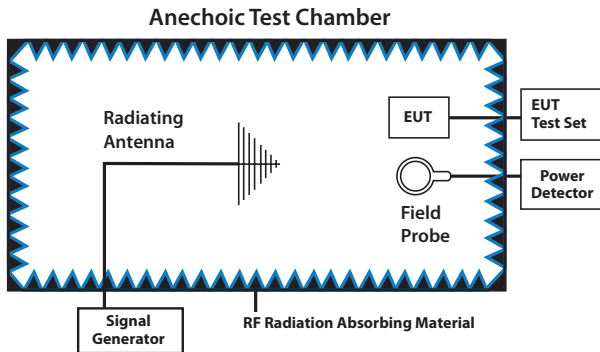 Anechoic Test Chamber
Radiating
Antenna
EUT
EUT
Test Set
Field
Probe
Power
Detector
Signal
Generator
RF Radiation Absorbing Material